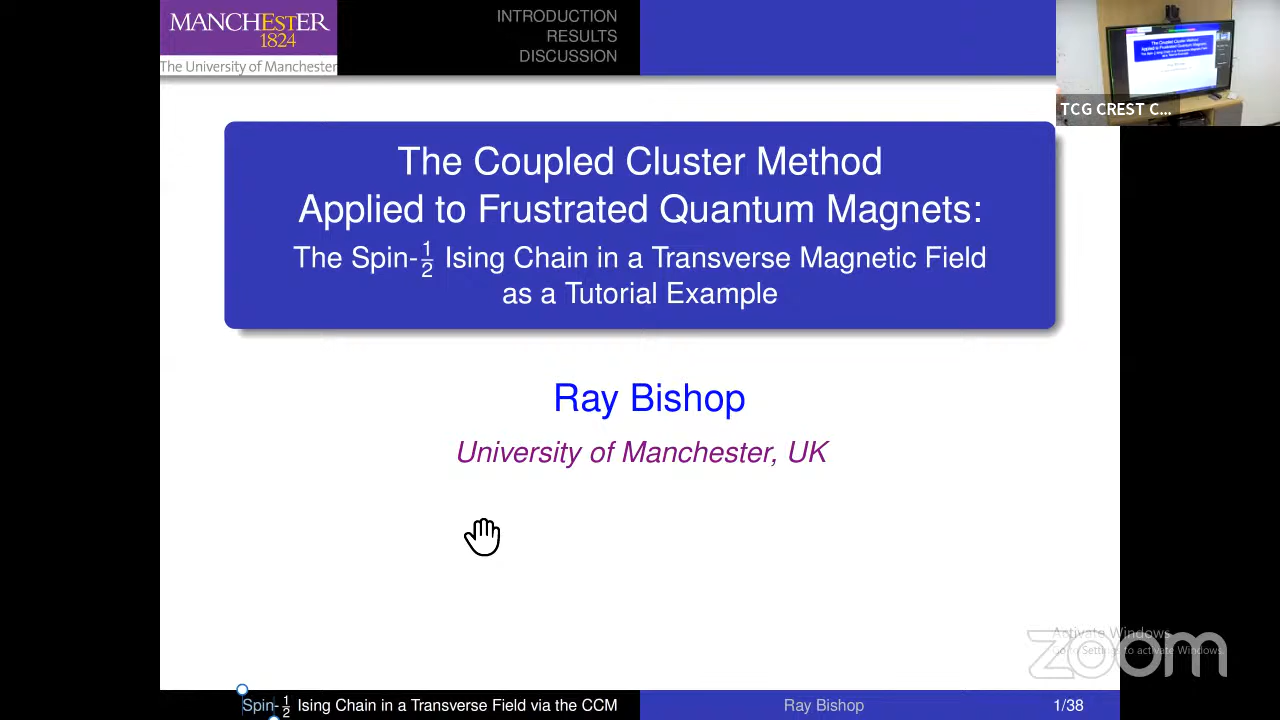 MANCHESTER
1824
The University of Manchester
INTRODUCTION
RESULTS
DISCUSSION
TCG CREST C...
The Coupled Cluster Method
Applied to Frustrated Quantum Magnets:
The Spin-1/2 Ising Chain in a Transverse Magnetic Field
as a Tutorial Example
Ray Bishop
University of Manchester, UK
Activate Windows
Go to Settings to activate Windows.
zoom
Spin-1/2 Ising Chain in a Transverse Field via the CCM
Ray Bishop
1/38